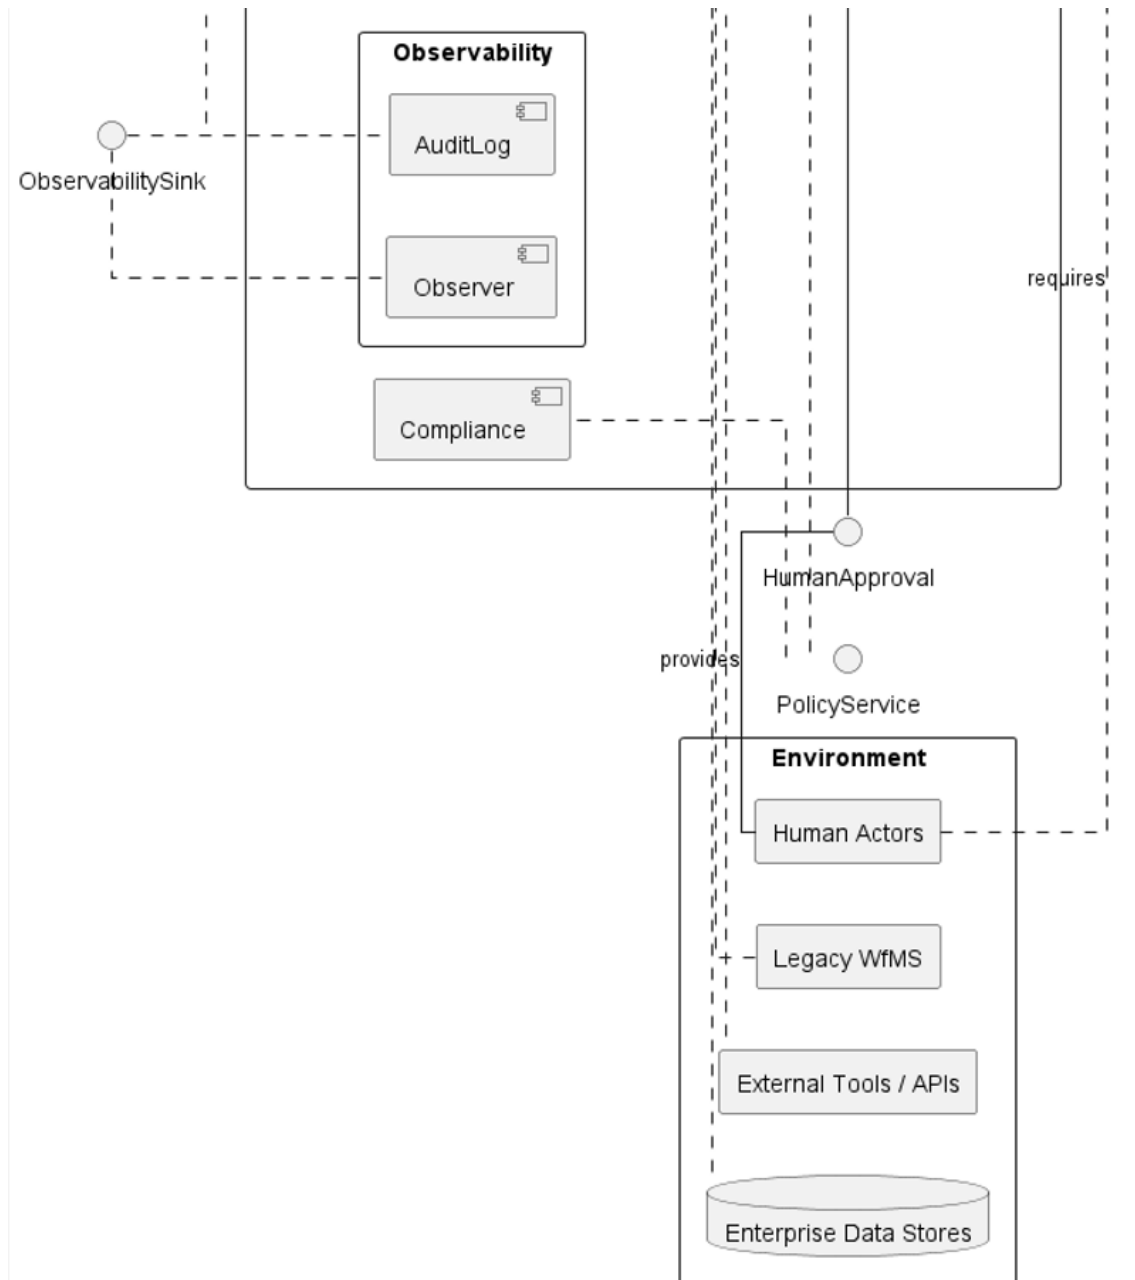 Observability
AuditLog
ObservabilitySink
requires
Observer
Compliance
HumanApproval
provides
PolicyService
Environment
Human Actors
Legacy WfMS
External Tools / APIs
Enterprise Data Stores